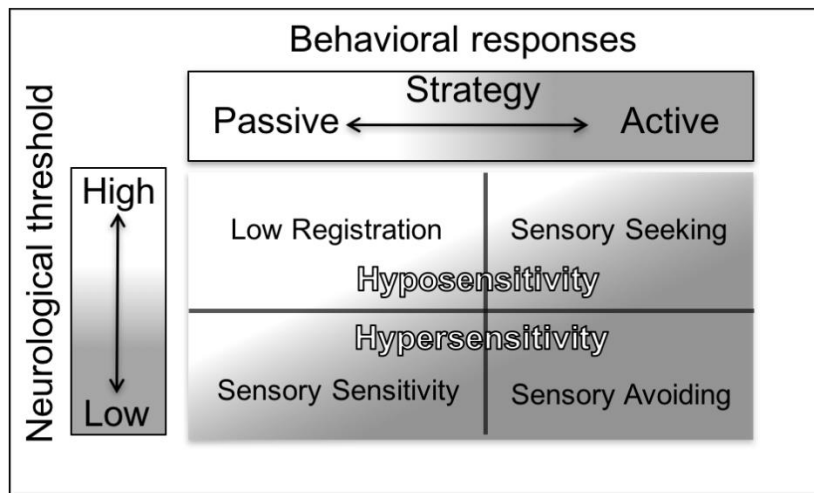 Behavioral responses
Strategy
Passive Active
Neurological threshold
High
Low
Low Registration Sensory Seeking
Hyposensitivity
Hypersensitivity
Sensory Sensitivity Sensory Avoiding